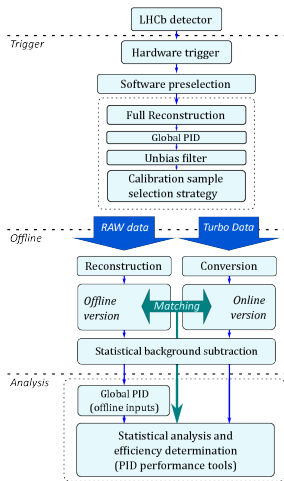 LHCb detector
Trigger
Hardware trigger
Software preselection
Full Reconstruction
Global PID
Unbias filter
Calibration sample
selection strategy
RAW data
Turbo Data
Offline
Reconstruction
Conversion
Offline
version
Matching
Online
version
Statistical background subtraction
Analysis
Global PID
(offline inputs)
Statistical analysis and
efficiency determination
(PID performance tools)